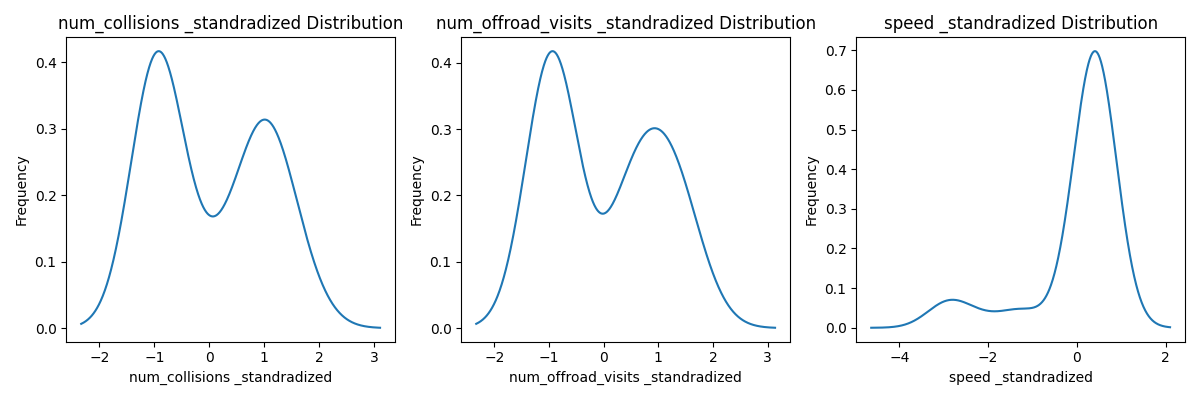 num_collisions _standradized Distribution
0.4
0.3
0.2
0.1
0.0
Frequency
−2 −1 0 1 2 3
num_collisions _standradized
num_offroad_visits _standradized Distribution
0.4
0.3
0.2
0.1
0.0
Frequency
−2 −1 0 1 2 3
num_offroad_visits _standradized
speed _standradized Distribution
0.7
0.6
0.5
0.4
0.3
0.2
0.1
0.0
Frequency
−4 −2 0 2
speed _standradized